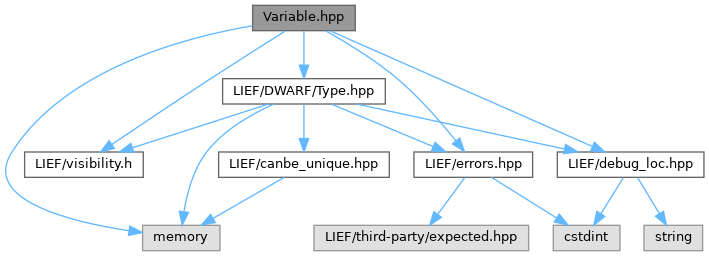 Variable.hpp
LIEF/DWARF/Type.hpp
LIEF/visibility.h
LIEF/canbe_unique.hpp
LIEF/errors.hpp
LIEF/debug_loc.hpp
memory
LIEF/third-party/expected.hpp
cstdint
string